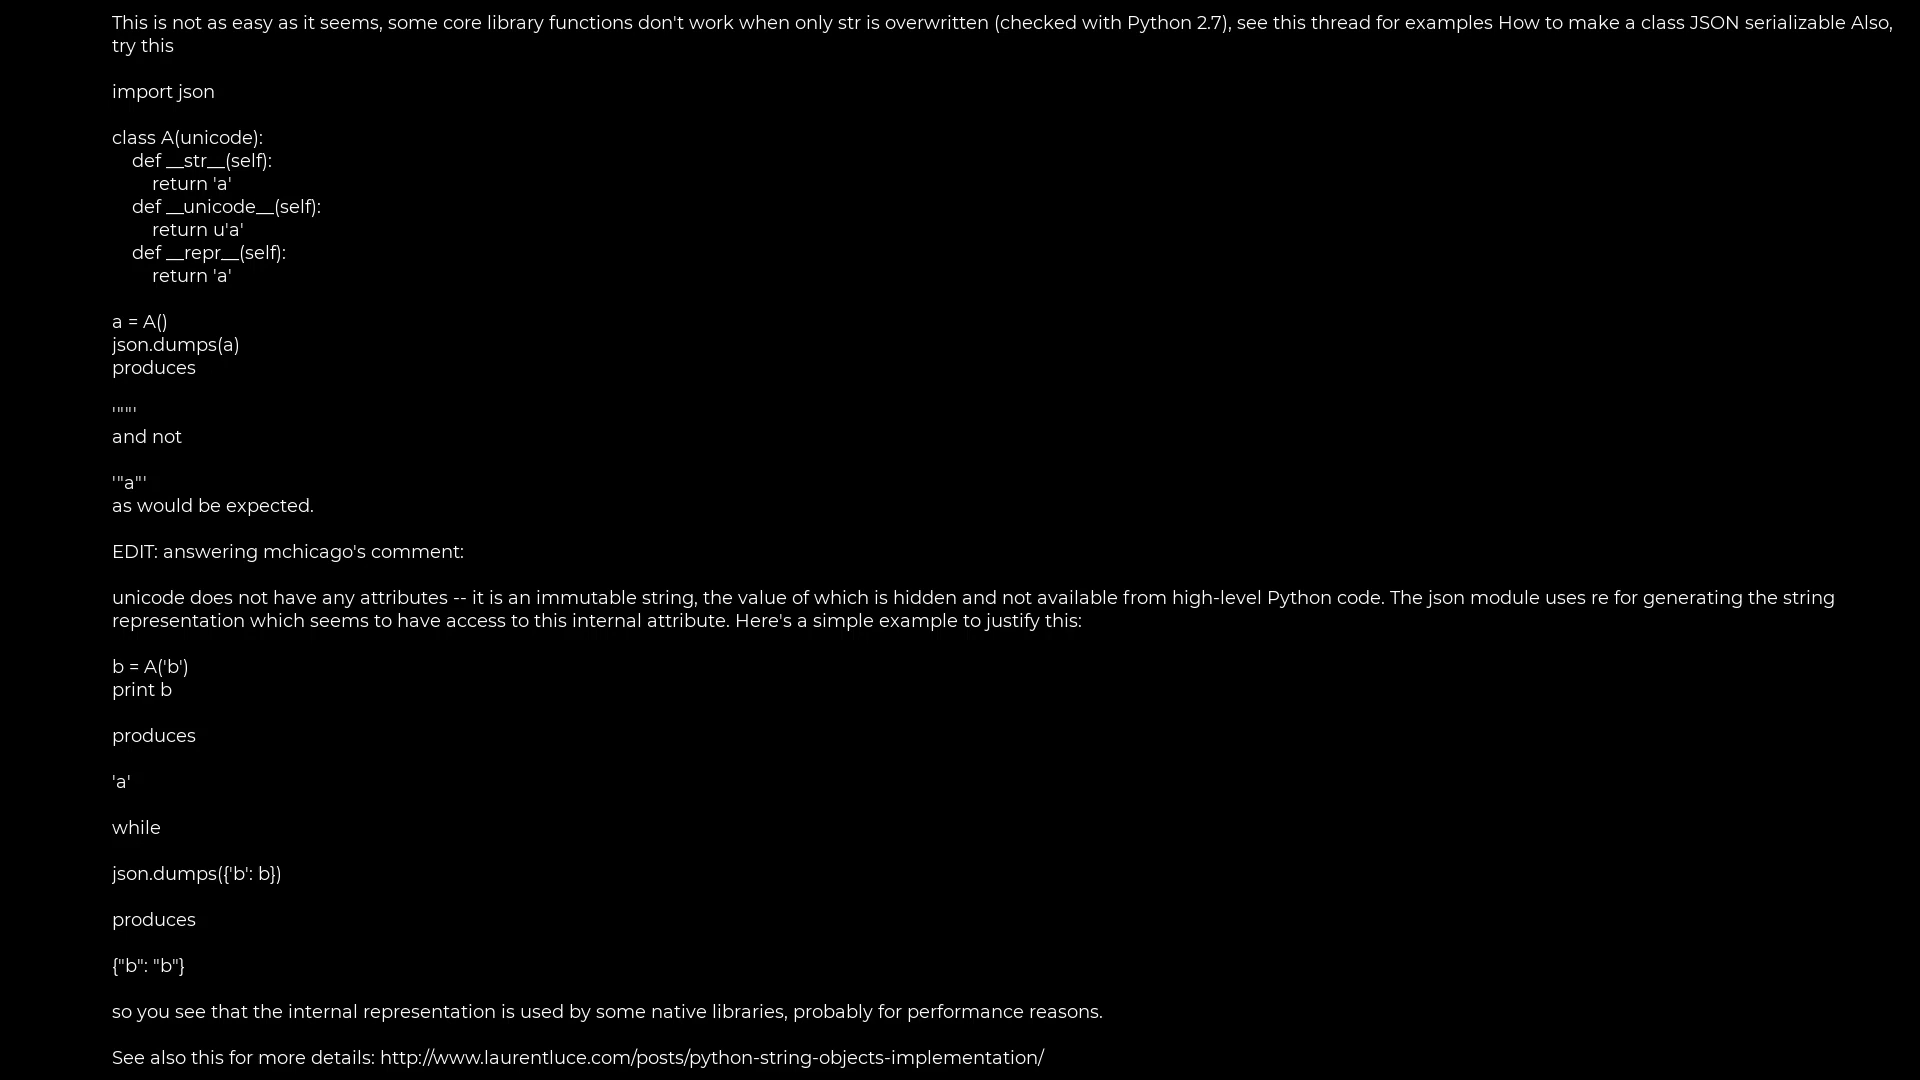 This is not as easy as it seems, some core library functions don't work when only str is overwritten (checked with Python 2.7), see this thread for examples How to make a class JSON serializable Also,
try this

import json

class A(unicode):
    def __str__(self):
        return 'a'
    def __unicode__(self):
        return u'a'
    def __repr__(self):
        return 'a'

a = A()
json.dumps(a)
produces

'""'
and not

'"a"'
as would be expected.

EDIT: answering mchicago's comment:

unicode does not have any attributes -- it is an immutable string, the value of which is hidden and not available from high-level Python code. The json module uses re for generating the string
representation which seems to have access to this internal attribute. Here's a simple example to justify this:

b = A('b')
print b

produces

'a'

while

json.dumps({'b': b})

produces

{"b": "b"}

so you see that the internal representation is used by some native libraries, probably for performance reasons.

See also this for more details: http://www.laurentluce.com/posts/python-string-objects-implementation/